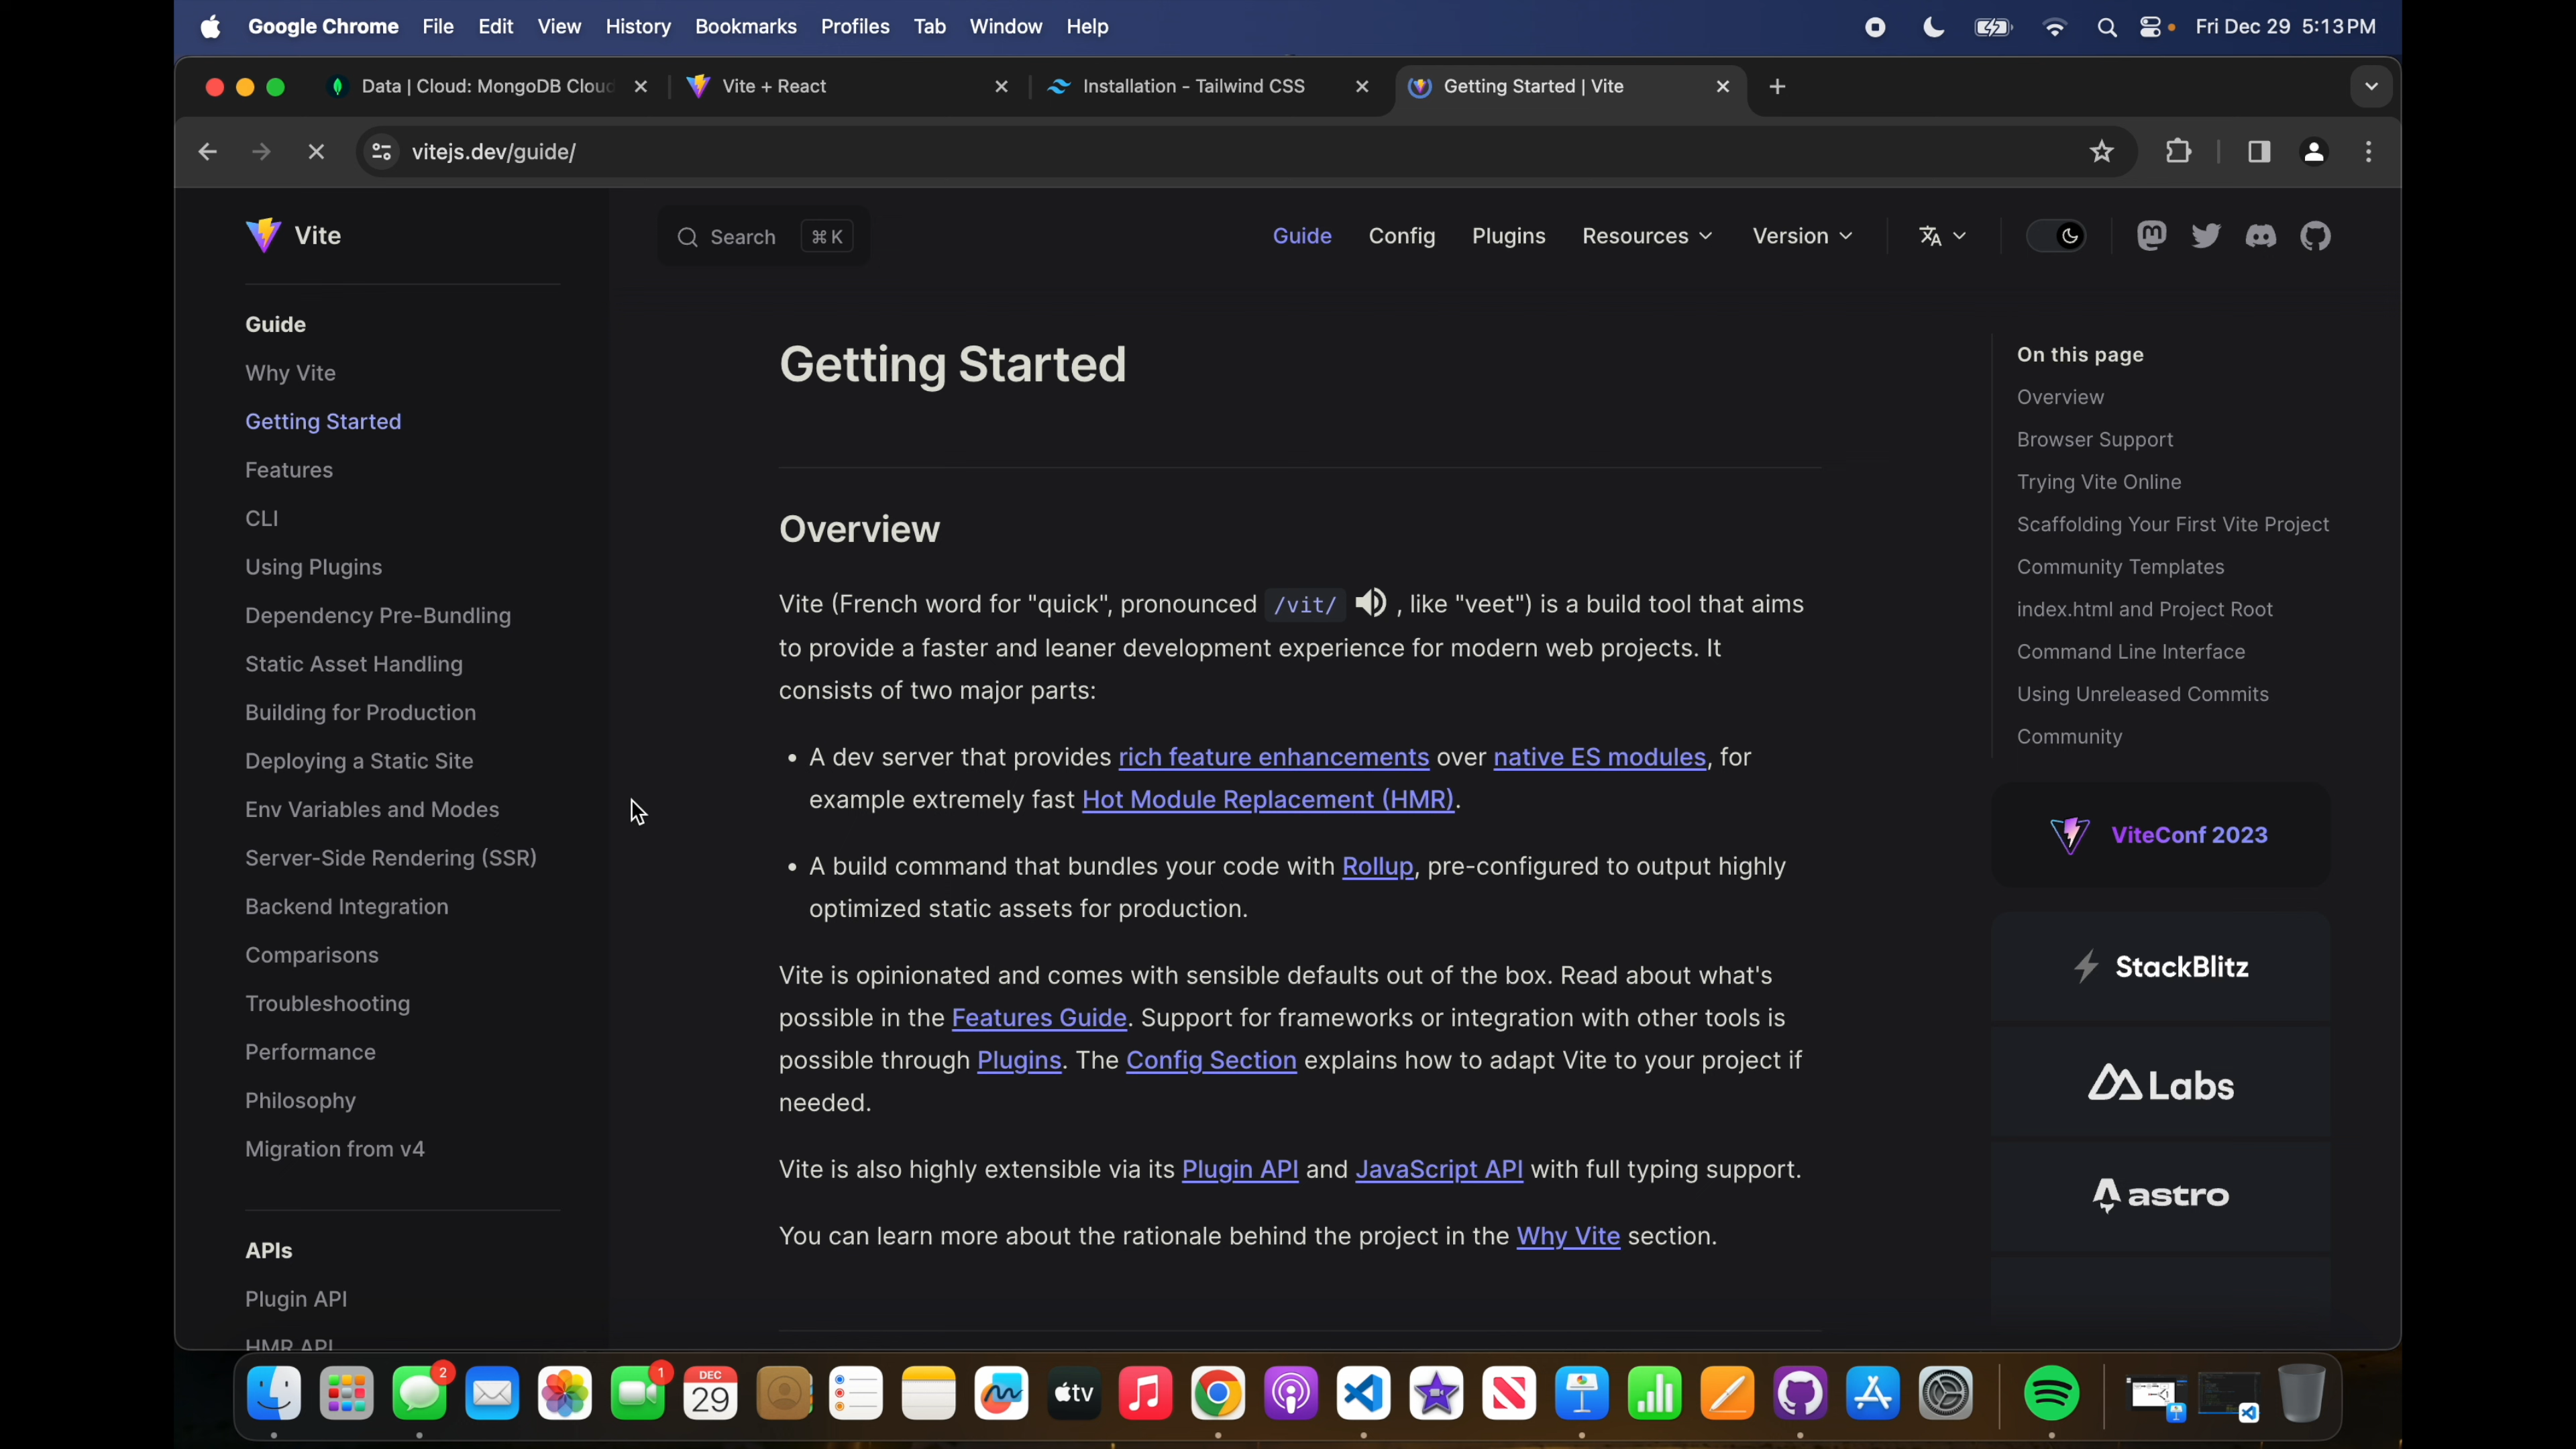 Google Chrome File Edit View History Bookmarks Profiles Tab Window Help Fri Dec 29 5:13 PM
Data | Cloud: MongoDB Cloud Vite + React Installation - Tailwind CSS Getting Started | Vite
vitejs.dev/guide/
Vite
Search ⌘ K
Guide Config Plugins Resources Version
Guide
Why Vite
Getting Started
Features
CLI
Using Plugins
Dependency Pre-Bundling
Static Asset Handling
Building for Production
Deploying a Static Site
Env Variables and Modes
Server-Side Rendering (SSR)
Backend Integration
Comparisons
Troubleshooting
Performance
Philosophy
Migration from v4
APIs
Plugin API
HMR API
Getting Started
Overview
Vite (French word for "quick", pronounced /vit/ , like "veet") is a build tool that aims
to provide a faster and leaner development experience for modern web projects. It
consists of two major parts:
• A dev server that provides rich feature enhancements over native ES modules, for
example extremely fast Hot Module Replacement (HMR).
• A build command that bundles your code with Rollup, pre-configured to output highly
optimized static assets for production.
Vite is opinionated and comes with sensible defaults out of the box. Read about what's
possible in the Features Guide. Support for frameworks or integration with other tools is
possible through Plugins. The Config Section explains how to adapt Vite to your project if
needed.
Vite is also highly extensible via its Plugin API and JavaScript API with full typing support.
You can learn more about the rationale behind the project in the Why Vite section.
On this page
Overview
Browser Support
Trying Vite Online
Scaffolding Your First Vite Project
Community Templates
index.html and Project Root
Command Line Interface
Using Unreleased Commits
Community
ViteConf 2023
StackBlitz
Labs
astro
2
1
DEC
29
tv